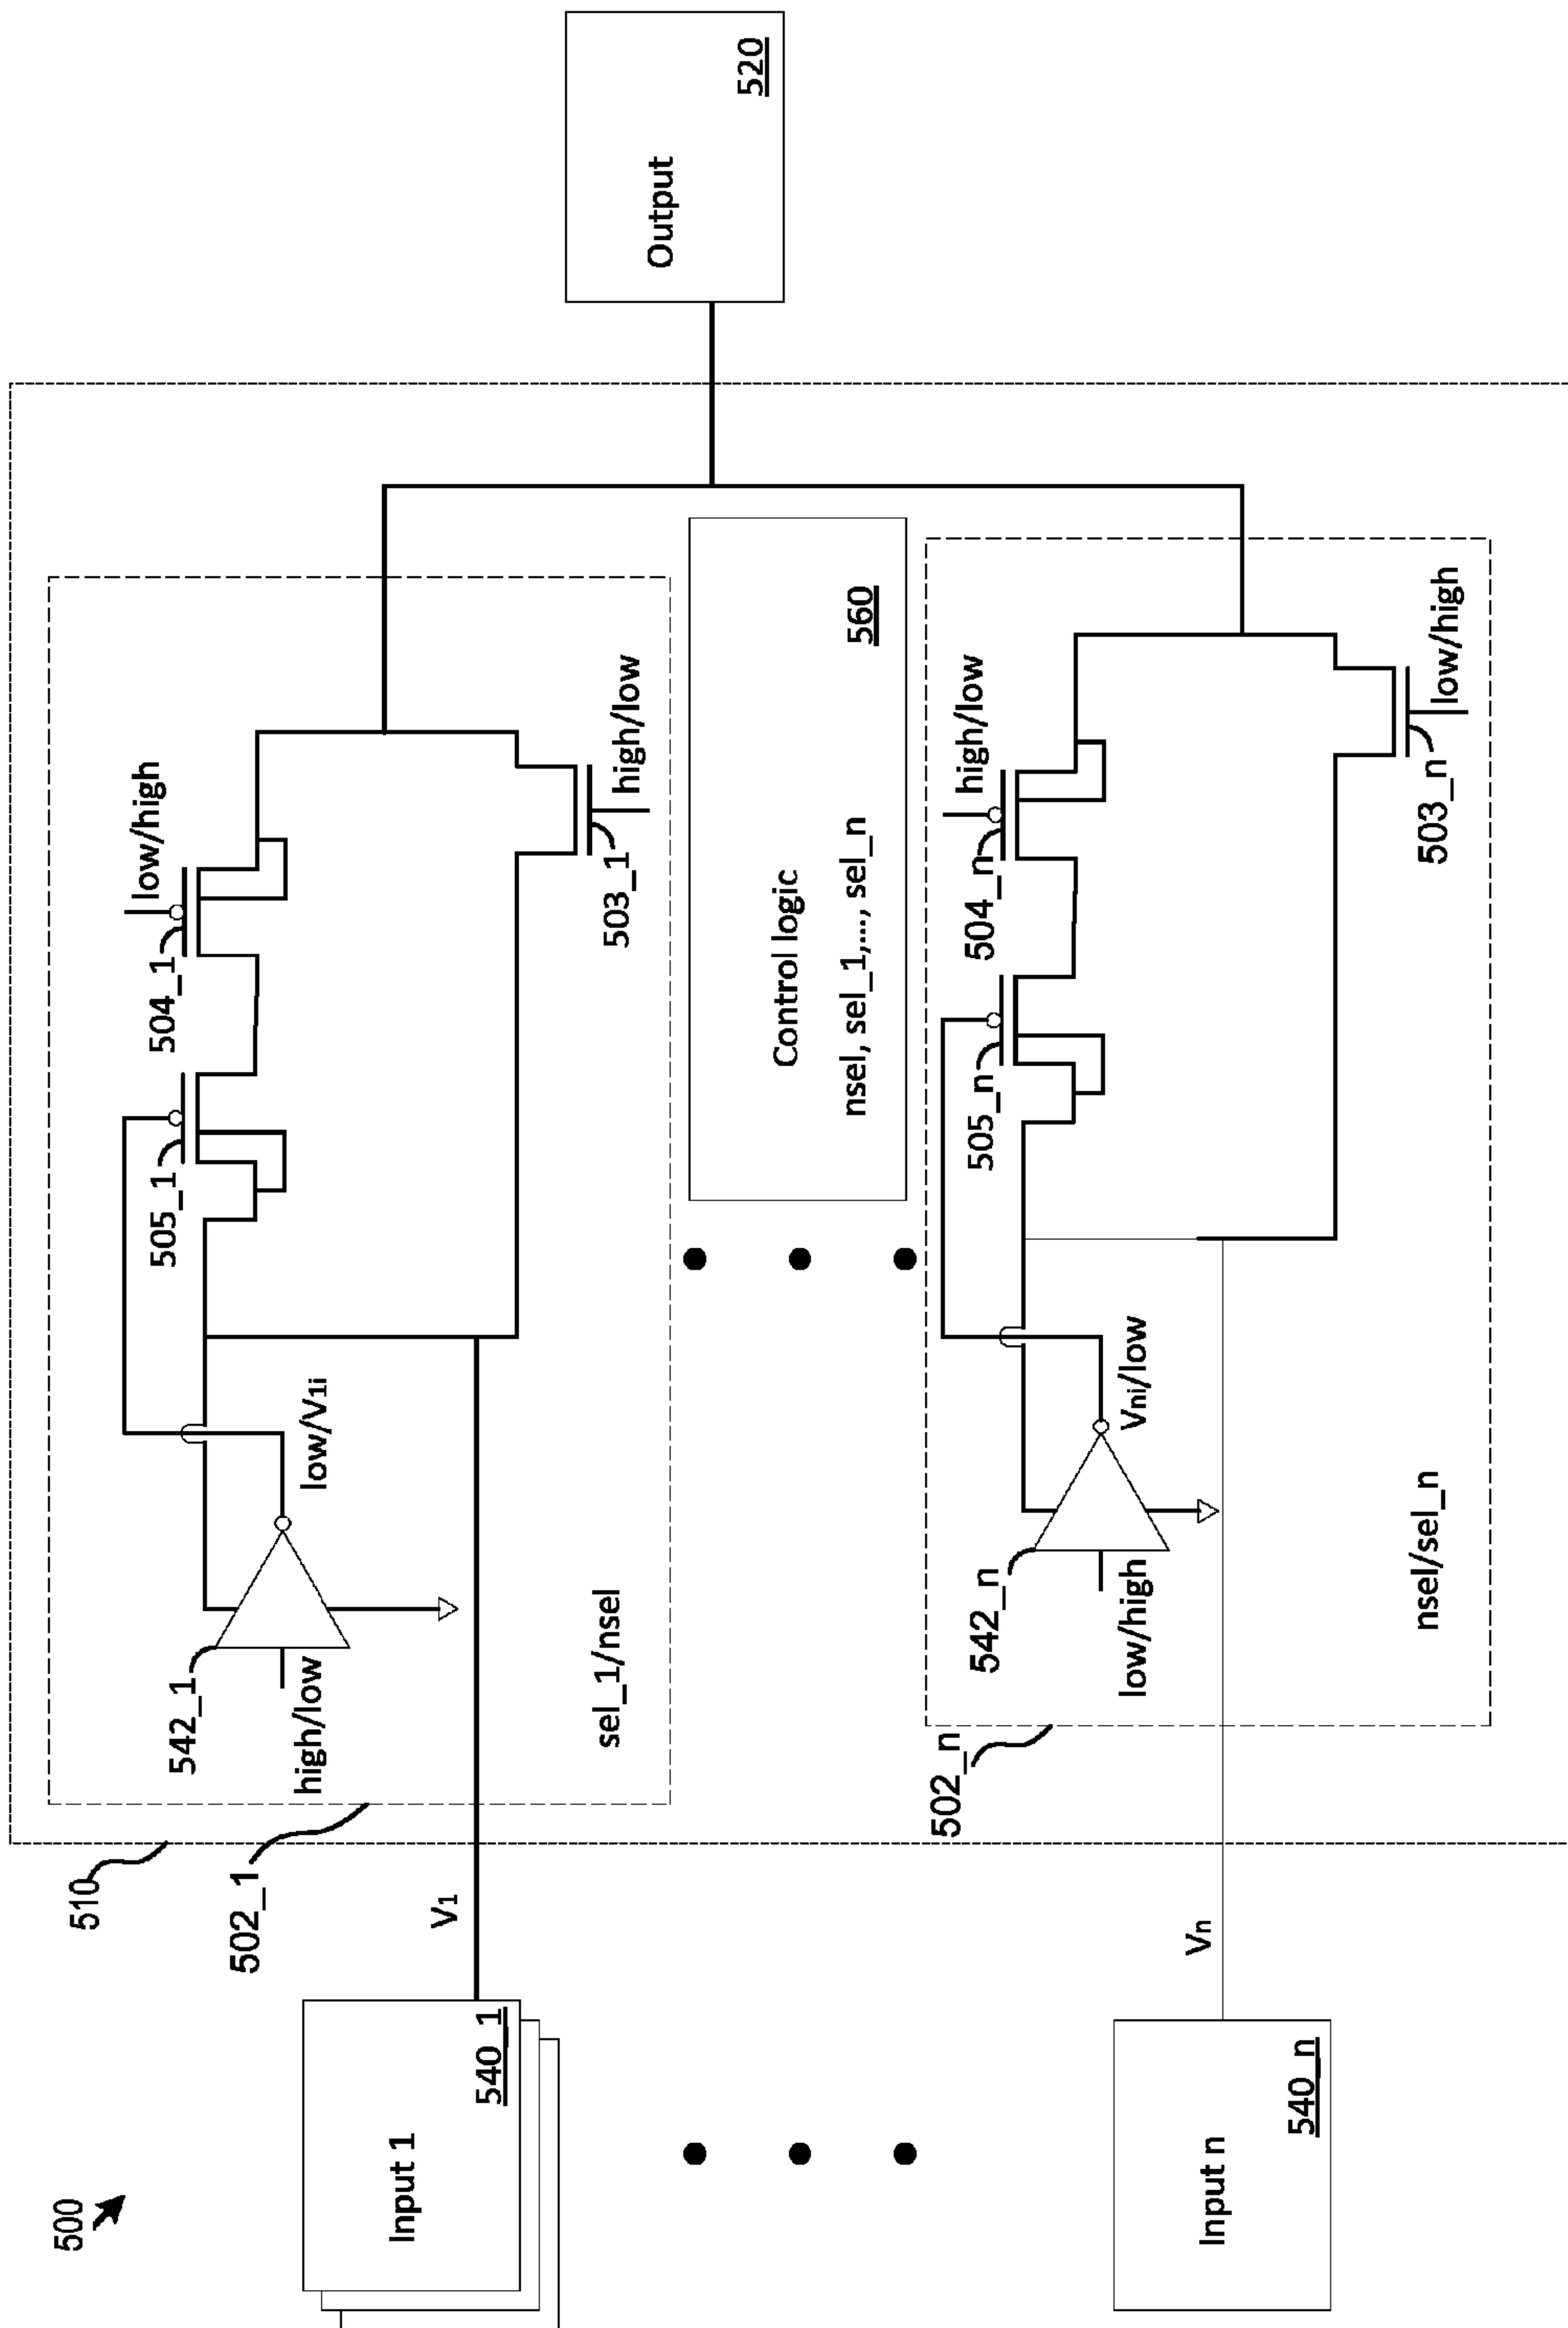 500
510
502_1
542_1
high/low
low/V1i
505_1
504_1
low/high
503_1
high/low
sel_1/nsel
Input 1
540_1
V1
Control logic
nsel, sel_1,..., sel_n
560
Output
520
502_n
542_n
low/high
Vni/low
505_n
504_n
high/low
503_n
low/high
nsel/sel_n
Input n
540_n
Vn